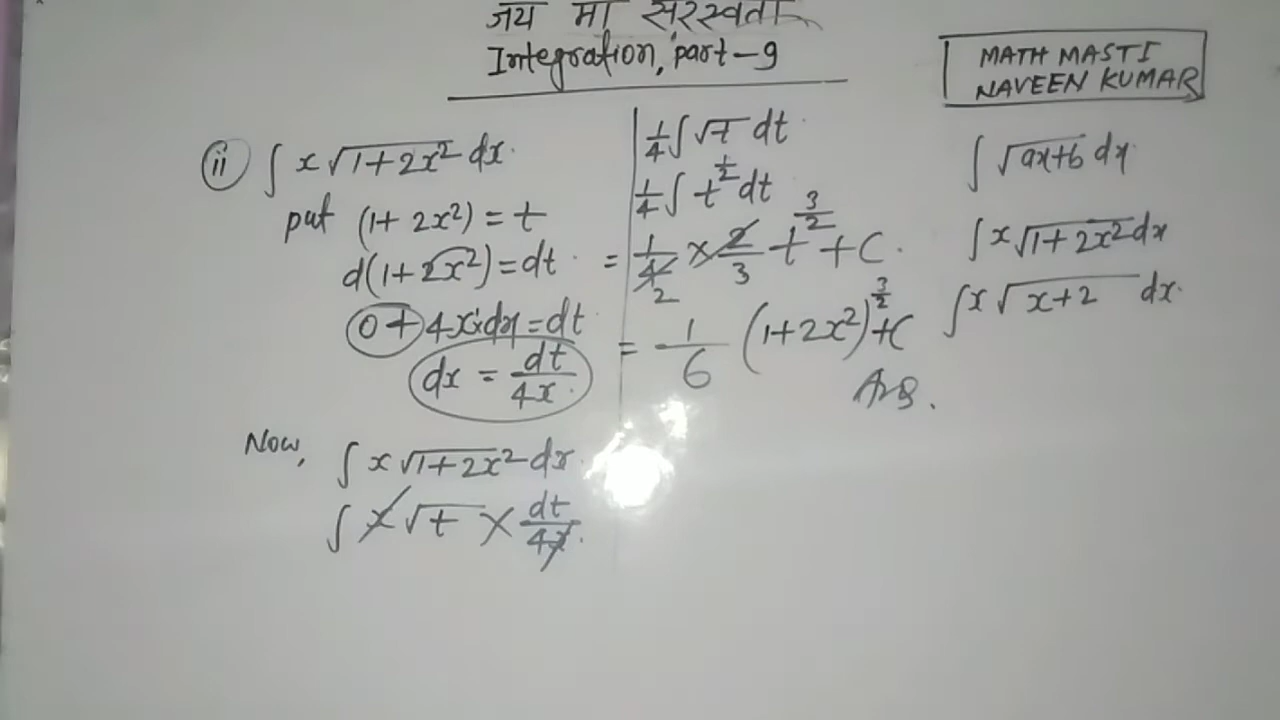 जय मा सरस्वती
Integration, part-9
MATH MASTI
NAVEEN KUMAR
(ii) ∫ x √(1+2x²) dx.
put (1+2x²) = t
d(1+2x²) = dt
0 + 4x·dx = dt
dx = dt/4x
Now, ∫ x √(1+2x²) dx.
∫ x √t × dt/4x.
1/4 ∫ √t dt
1/4 ∫ t^(1/2) dt
= 1/4 × 2/3 t^(3/2) + C.
2
= 1/6 (1+2x²)^(3/2) + C
Ans.
∫ √(ax+b) dx
∫ x √(1+2x²) dx
∫ x √(x+2) dx.